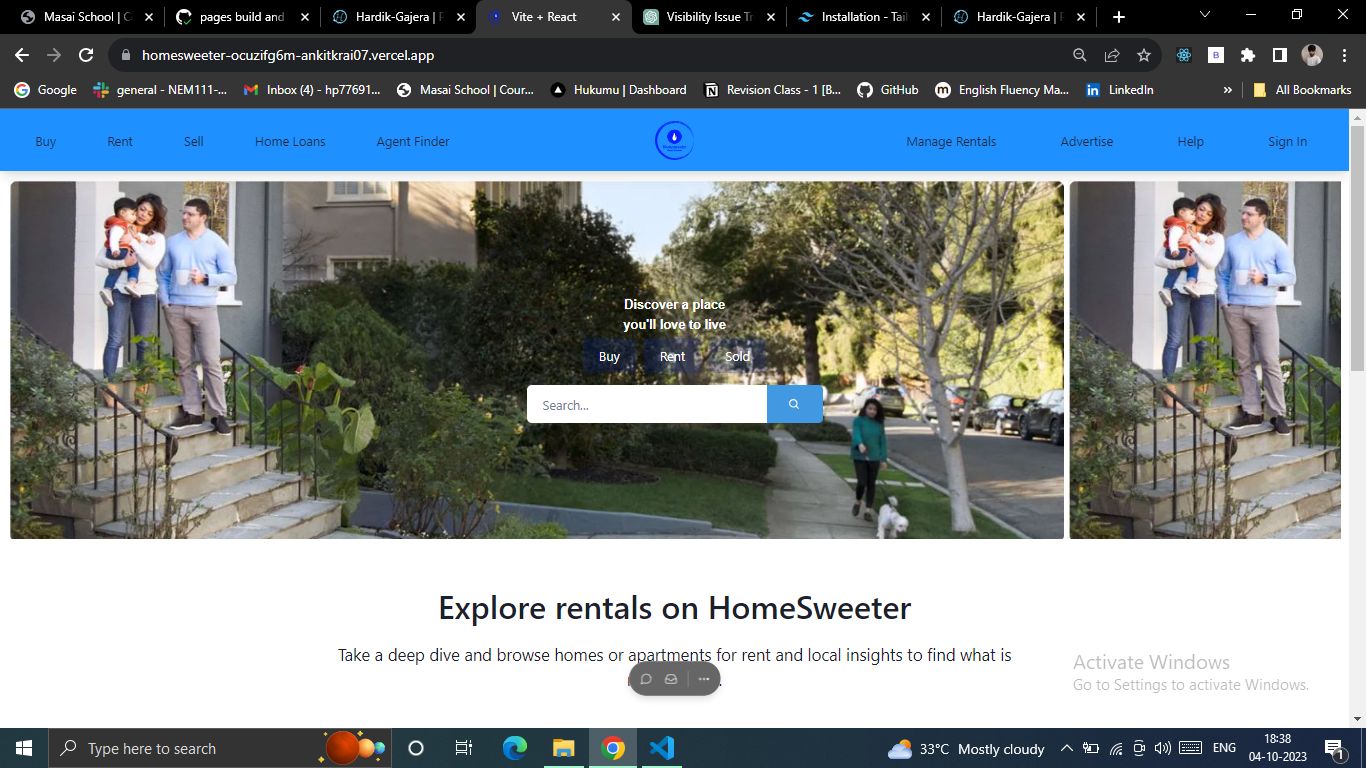 Masai School | C
pages build and
Hardik-Gajera | P
Vite + React
Visibility Issue Tr
Installation - Tail
Hardik-Gajera | P
homesweeter-ocuzifg6m-ankitkrai07.vercel.app
Google
general - NEM111-...
Inbox (4) - hp77691...
Masai School | Cour...
Hukumu | Dashboard
Revision Class - 1 [B...
GitHub
English Fluency Ma...
LinkedIn
»
All Bookmarks
Buy Rent Sell Home Loans Agent Finder
Manage Rentals Advertise Help Sign In
Discover a place
you'll love to live
Buy Rent Sold
Search...
Explore rentals on HomeSweeter
Take a deep dive and browse homes or apartments for rent and local insights to find what is
Activate Windows
Go to Settings to activate Windows.
Type here to search
33°C Mostly cloudy
ENG
18:38
04-10-2023
1